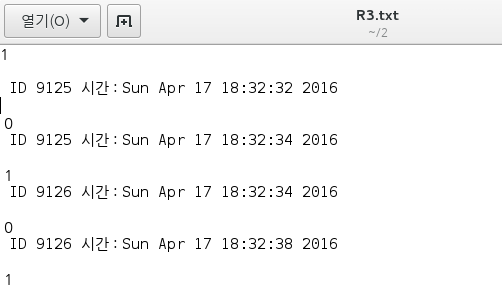 열기(O)
R3.txt
~/2
1
ID 9125 시간:Sun Apr 17 18:32:32 2016
0
ID 9125 시간:Sun Apr 17 18:32:34 2016
1
ID 9126 시간:Sun Apr 17 18:32:34 2016
0
ID 9126 시간:Sun Apr 17 18:32:38 2016
1